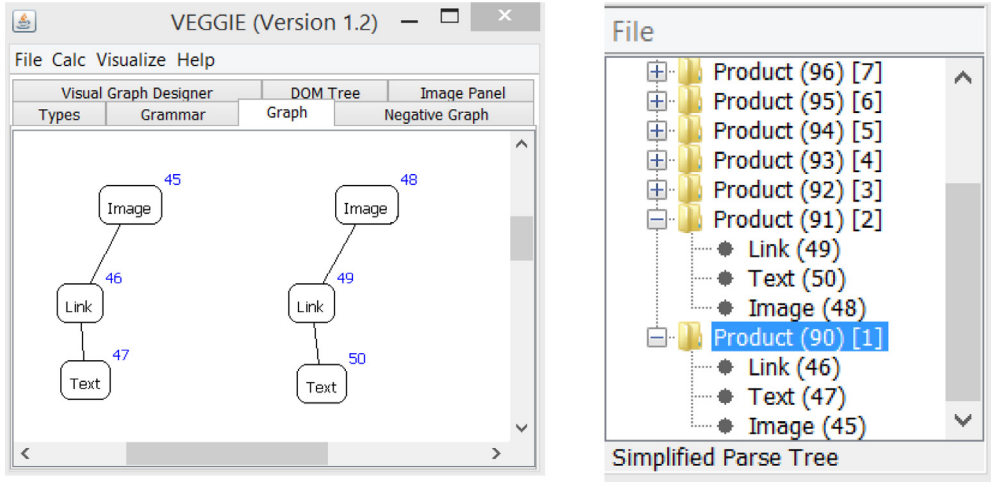 VEGGIE (Version 1.2)
File Calc Visualize Help
Visual Graph Designer DOM Tree Image Panel
Types Grammar Graph Negative Graph
45 48
Image Image
46 49
Link Link
47 50
Text Text
File
Product (96) [7]
Product (95) [6]
Product (94) [5]
Product (93) [4]
Product (92) [3]
Product (91) [2]
Link (49)
Text (50)
Image (48)
Product (90) [1]
Link (46)
Text (47)
Image (45)
Simplified Parse Tree